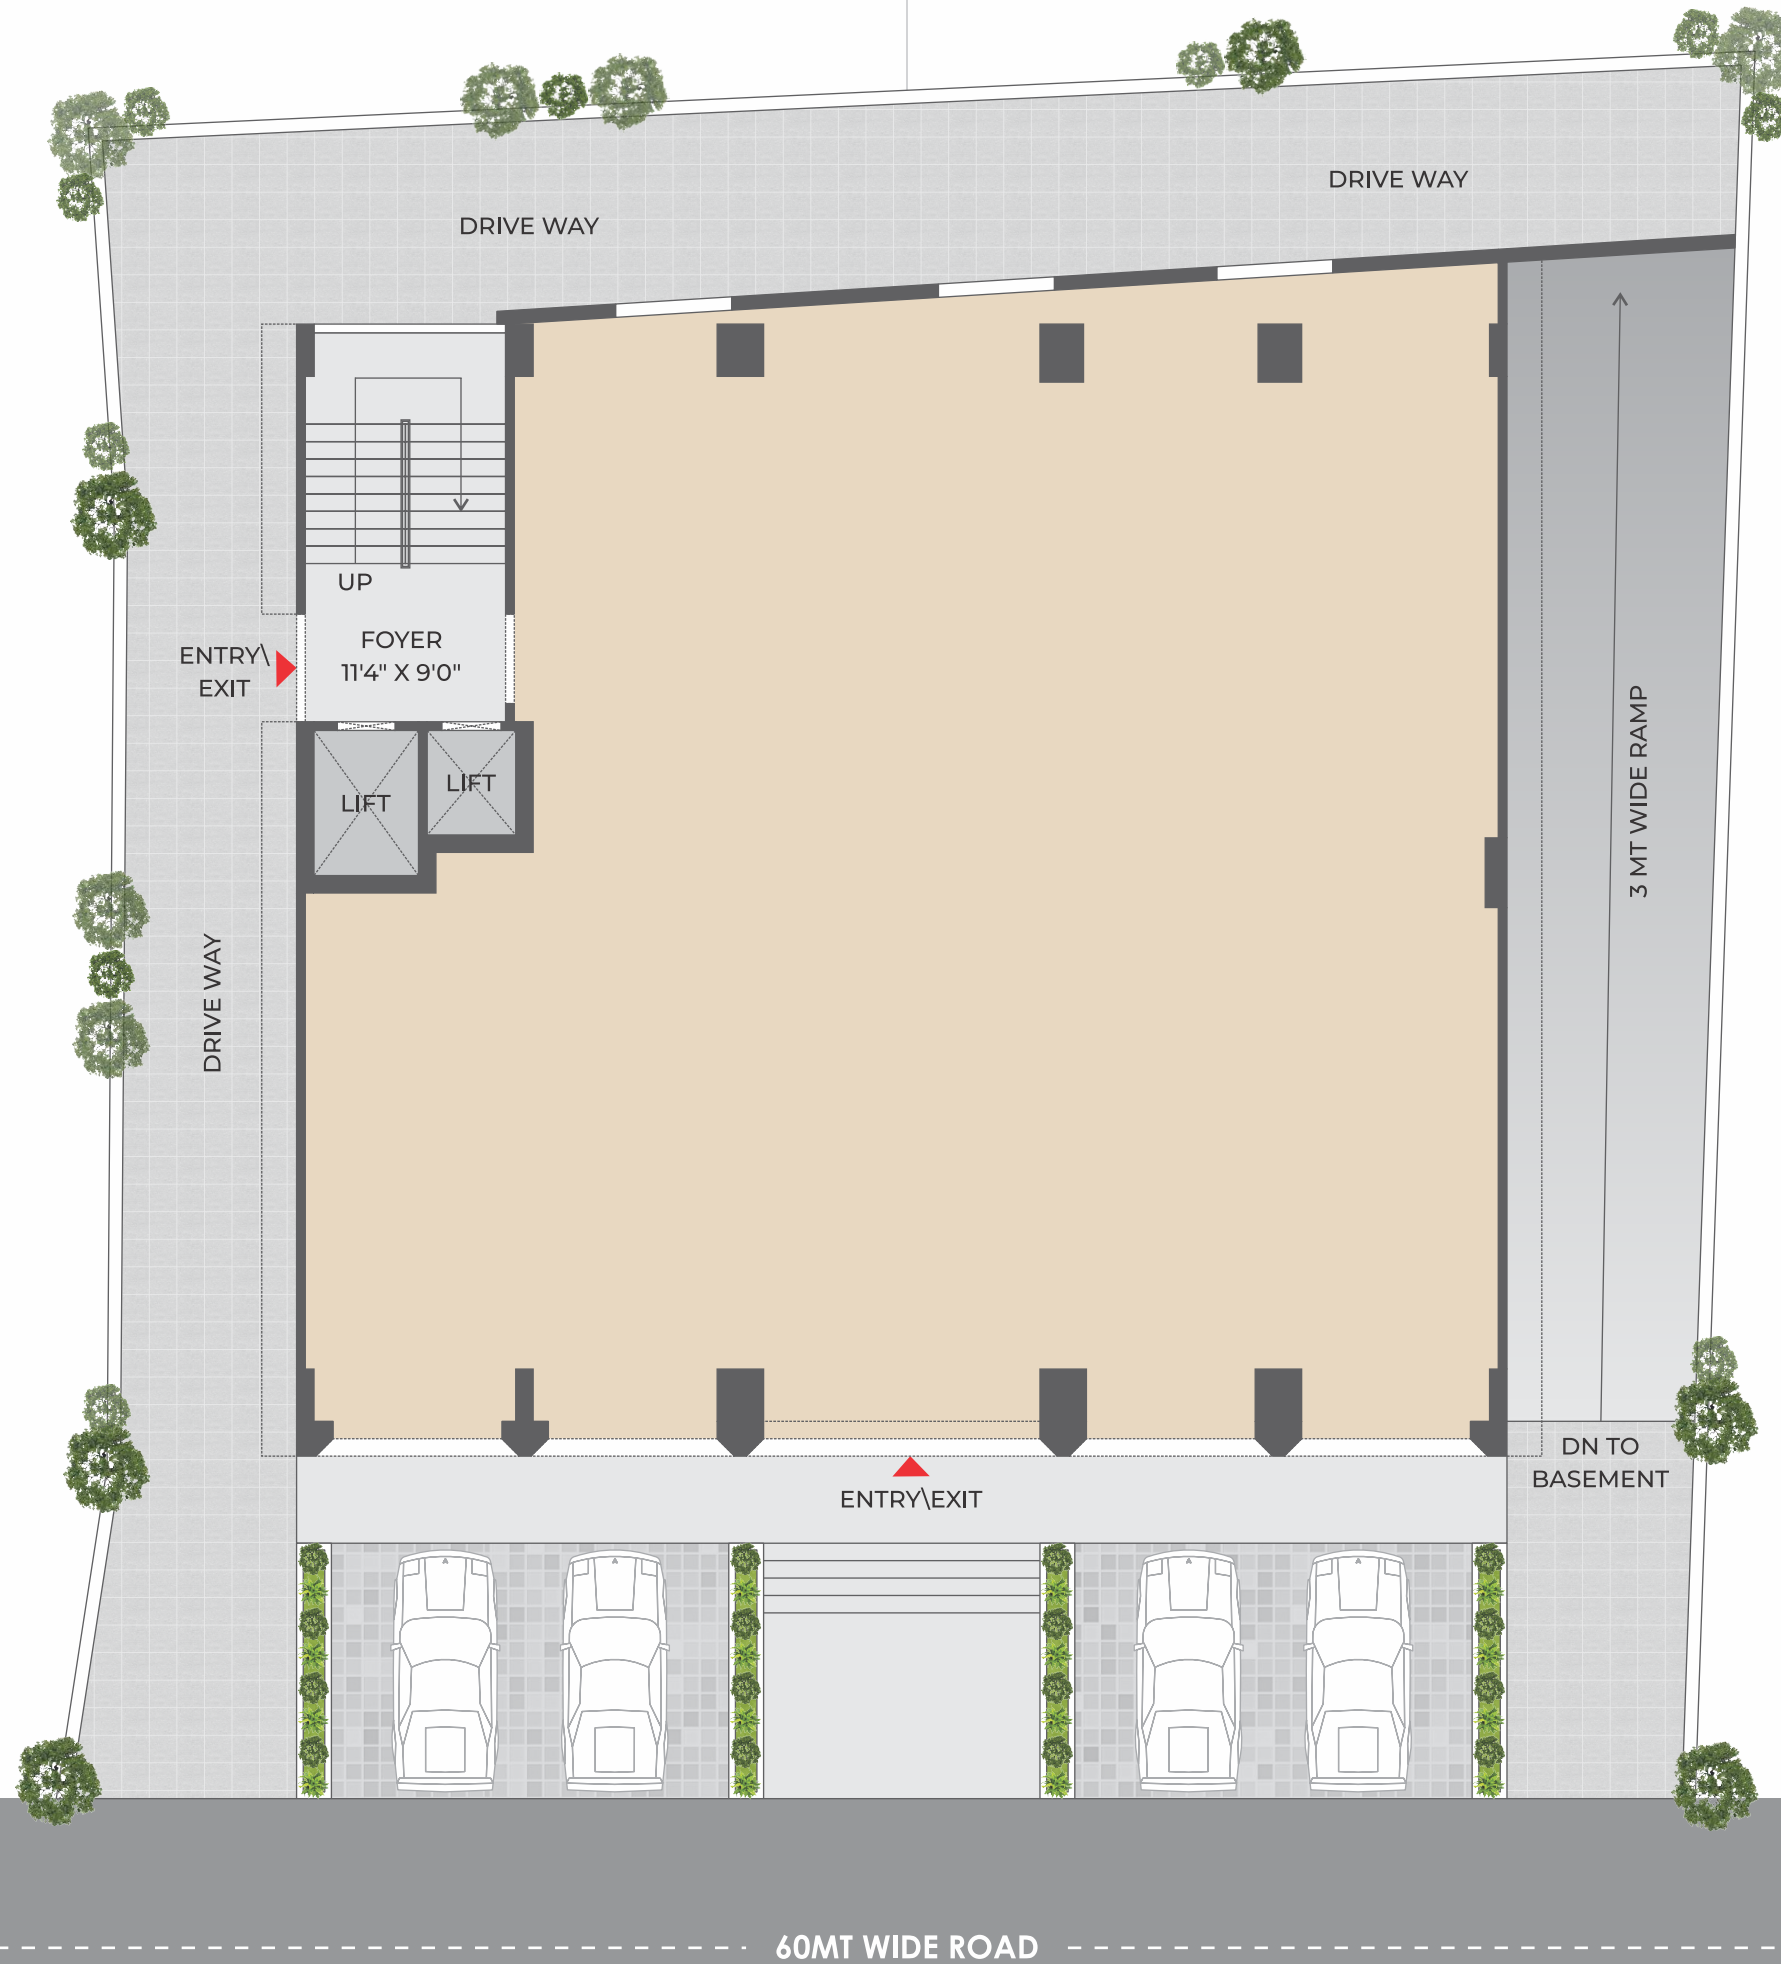 DRIVE WAY
DRIVE WAY
UP
FOYER
11'4" X 9'0"
ENTRY\
EXIT
LIFT
LIFT
3 MT WIDE RAMP
DRIVE WAY
DN TO
BASEMENT
ENTRY\EXIT
60MT WIDE ROAD